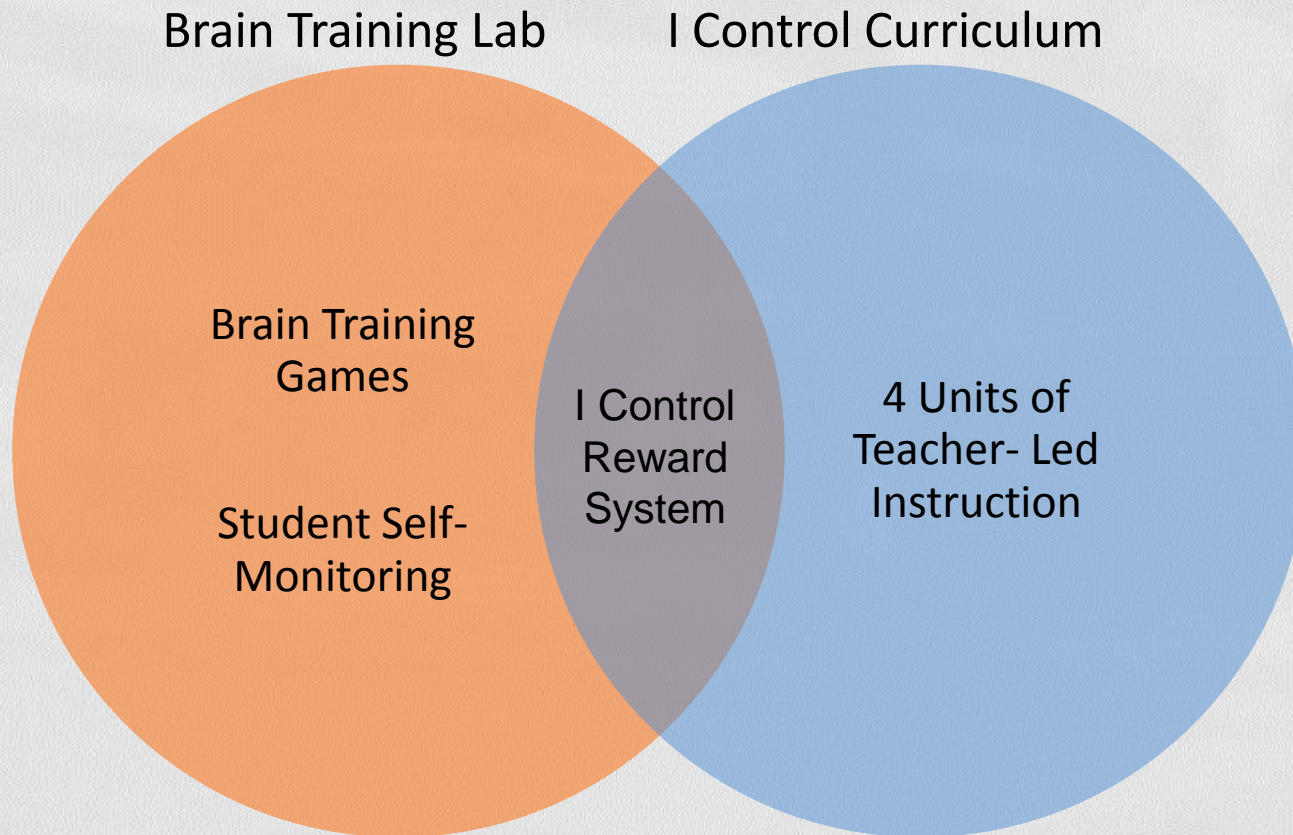 Brain Training Lab
I Control Curriculum
Brain Training
Games
Student Self-
Monitoring
I Control
Reward
System
4 Units of
Teacher- Led
Instruction